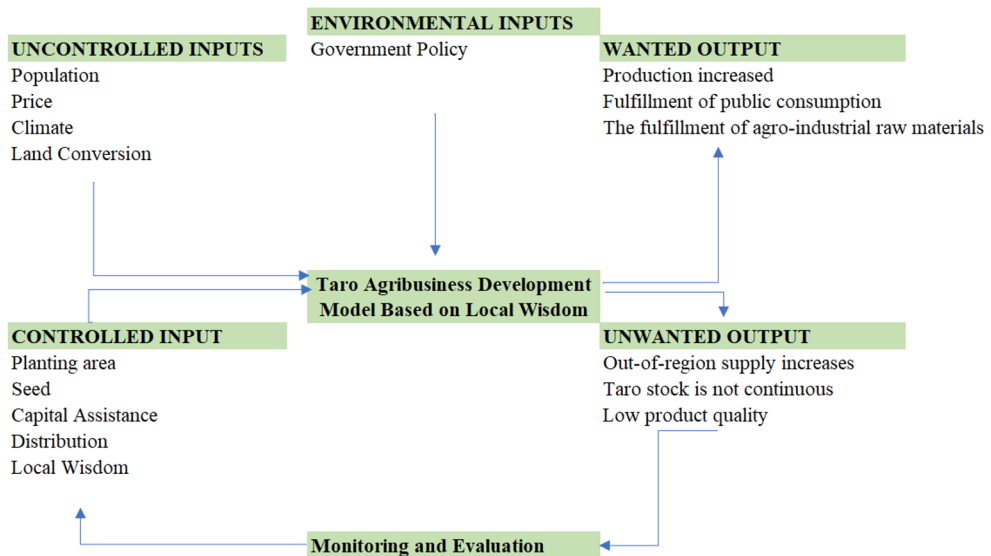 ENVIRONMENTAL INPUTS
Government Policy
UNCONTROLLED INPUTS
Population
Price
Climate
Land Conversion
WANTED OUTPUT
Production increased
Fulfillment of public consumption
The fulfillment of agro-industrial raw materials
Taro Agribusiness Development
Model Based on Local Wisdom
CONTROLLED INPUT
Planting area
Seed
Capital Assistance
Distribution
Local Wisdom
UNWANTED OUTPUT
Out-of-region supply increases
Taro stock is not continuous
Low product quality
Monitoring and Evaluation